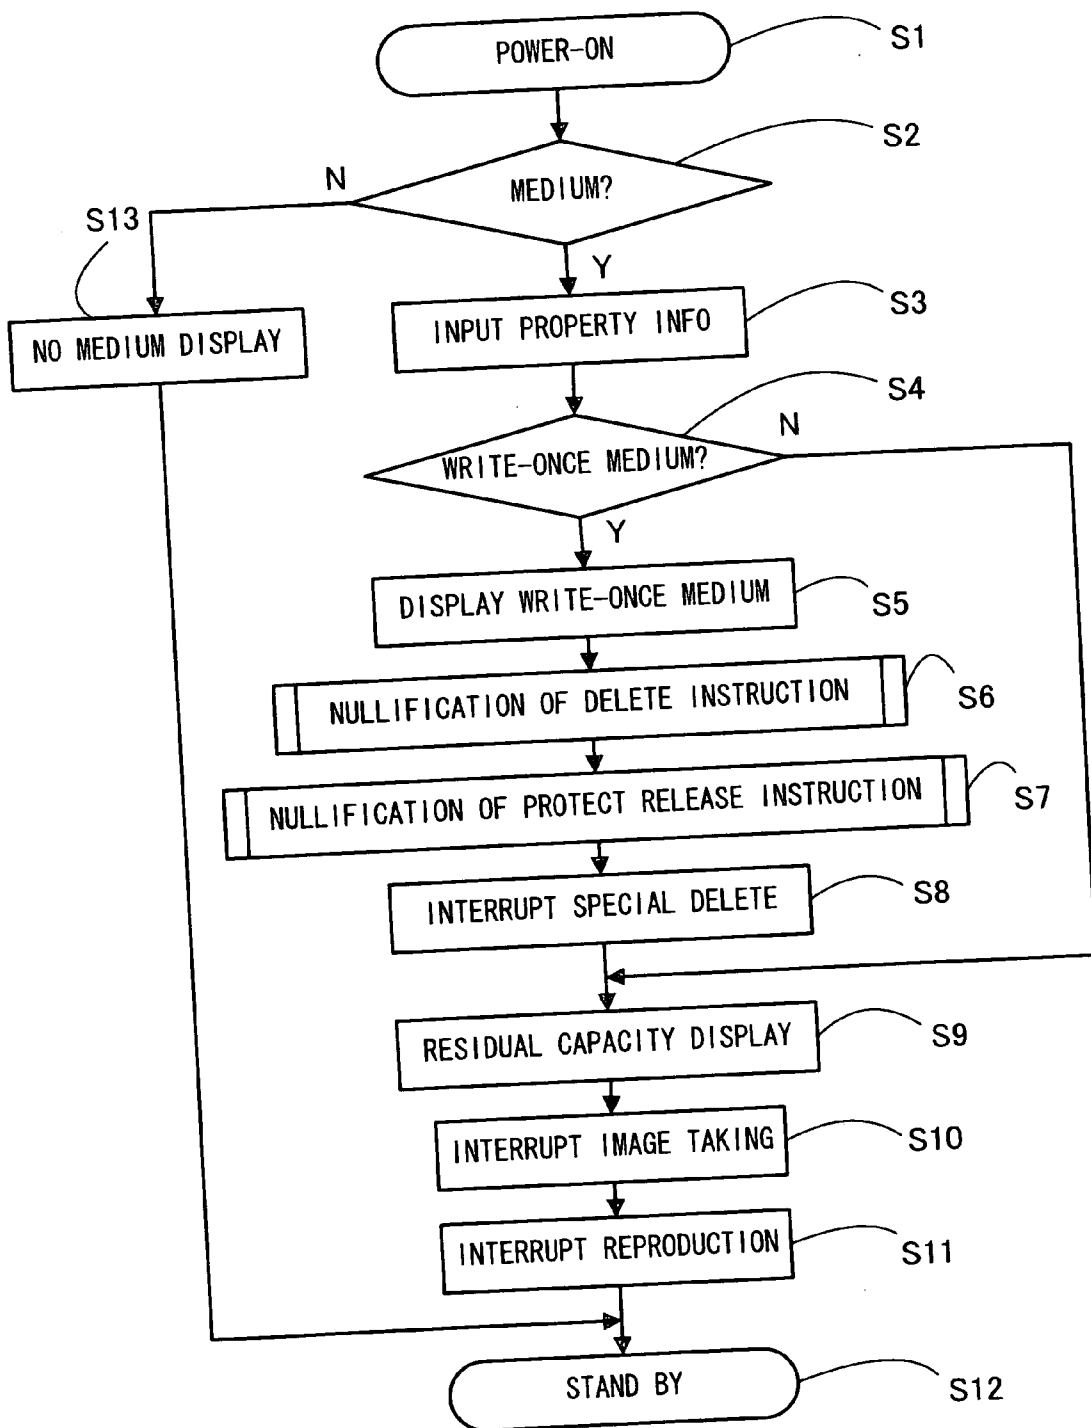 POWER-ON
S1
MEDIUM?
S2
N
Y
S13
NO MEDIUM DISPLAY
INPUT PROPERTY INFO
S3
WRITE-ONCE MEDIUM?
S4
N
Y
DISPLAY WRITE-ONCE MEDIUM
S5
NULLIFICATION OF DELETE INSTRUCTION
S6
NULLIFICATION OF PROTECT RELEASE INSTRUCTION
S7
INTERRUPT SPECIAL DELETE
S8
RESIDUAL CAPACITY DISPLAY
S9
INTERRUPT IMAGE TAKING
S10
INTERRUPT REPRODUCTION
S11
STAND BY
S12